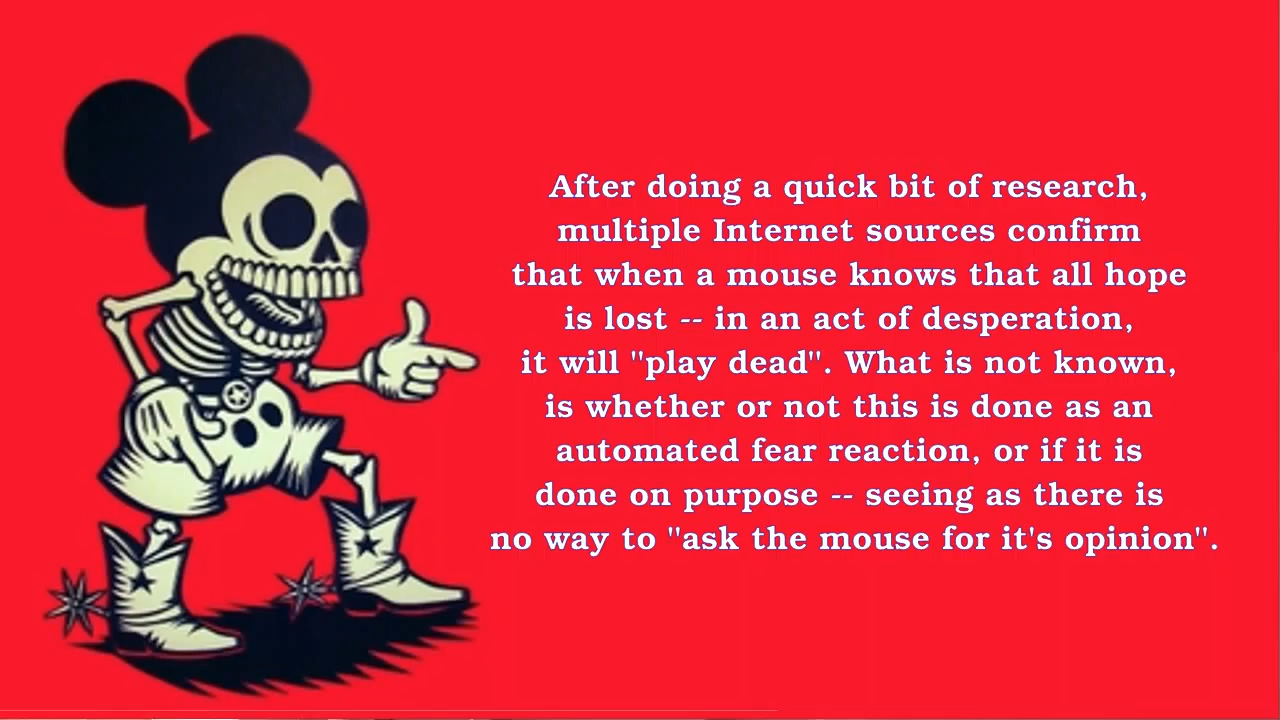 After doing a quick bit of research,
multiple Internet sources confirm
that when a mouse knows that all hope
is lost -- in an act of desperation,
it will "play dead". What is not known,
is whether or not this is done as an
automated fear reaction, or if it is
done on purpose -- seeing as there is
no way to "ask the mouse for it's opinion".